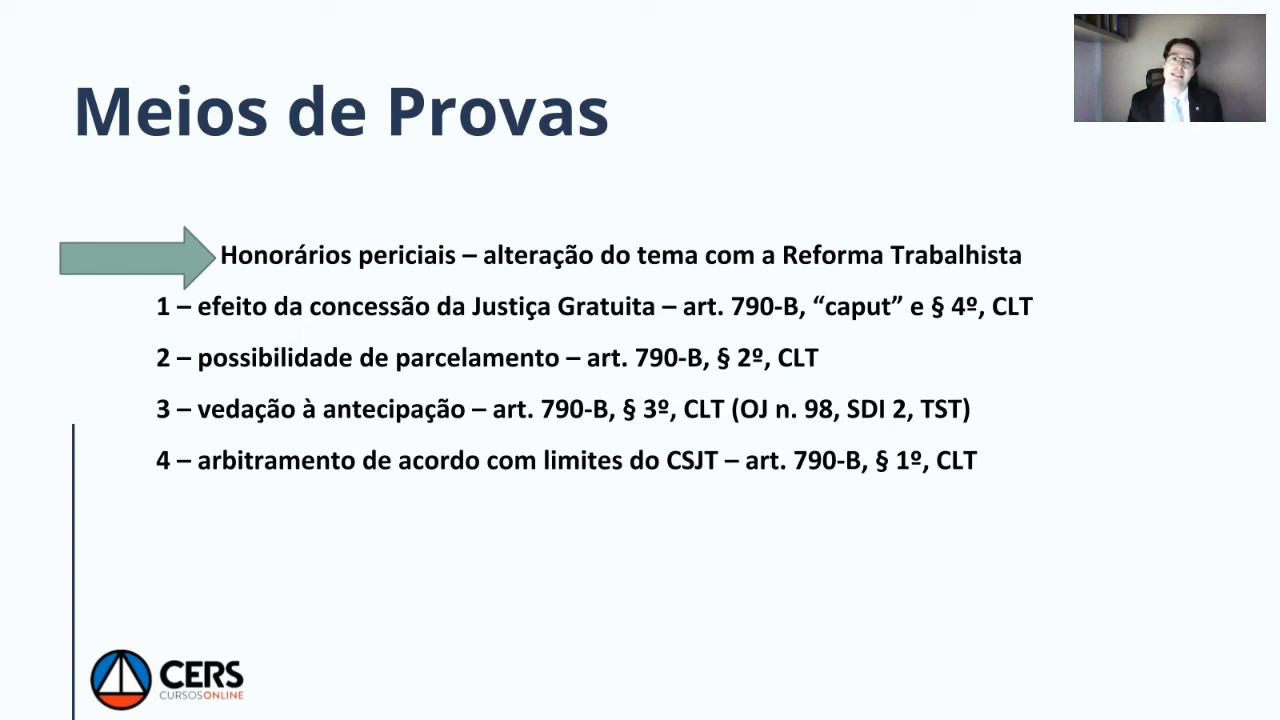 Meios de Provas
Honorários periciais – alteração do tema com a Reforma Trabalhista
1 – efeito da concessão da Justiça Gratuita – art. 790-B, “caput” e § 4º, CLT
2 – possibilidade de parcelamento – art. 790-B, § 2º, CLT
3 – vedação à antecipação – art. 790-B, § 3º, CLT (OJ n. 98, SDI 2, TST)
4 – arbitramento de acordo com limites do CSJT – art. 790-B, § 1º, CLT
CERS
CURSOSONLINE